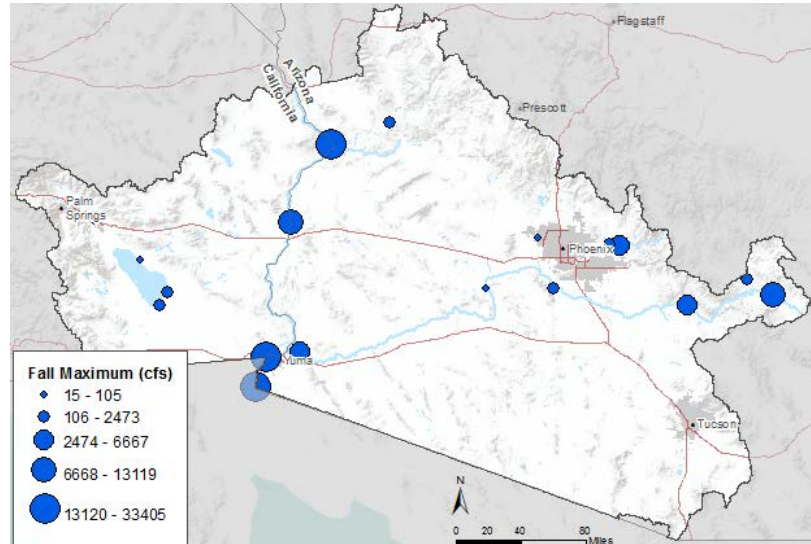 Flagstaff
Arizona
California
Prescott
Palm
Springs
Phoenix
Yuma
Tucson
Fall Maximum (cfs)
15 - 105
106 - 2473
2474 - 6667
6668 - 13119
13120 - 33405
N
0 20 40 80
Miles